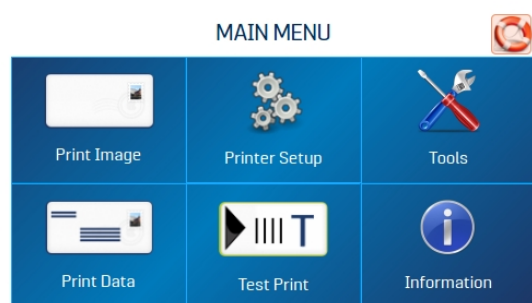 MAIN MENU
Print Image
Printer Setup
Tools
Print Data
T
Test Print
Information